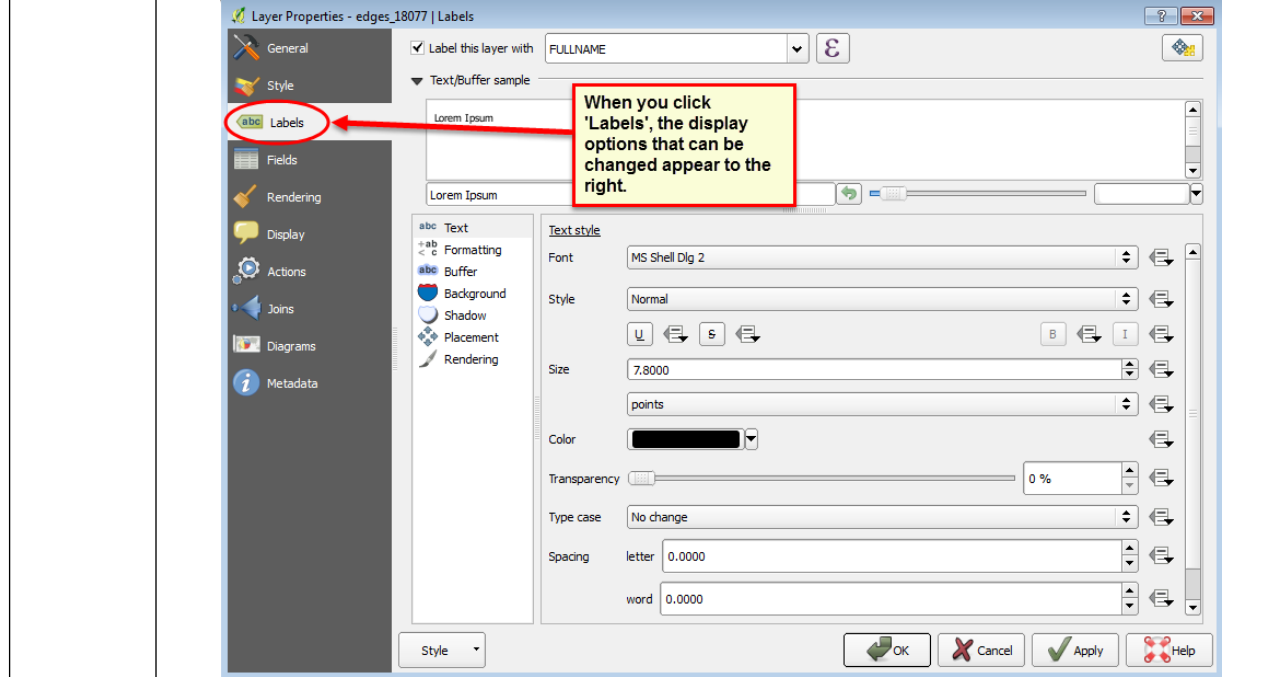 Layer Properties - edges_18077 | Labels
General
Style
abc Labels
Fields
Rendering
Display
Actions
Joins
Diagrams
i Metadata
Label this layer with FULLNAME ε
Text/Buffer sample
Lorem Ipsum
When you click
'Labels', the display
options that can be
changed appear to the
right.
Lorem Ipsum
abc Text
+ab
< c Formatting
abc Buffer
Background
Shadow
Placement
Rendering
Text style
Font MS Shell Dlg 2
Style Normal
U S B I
Size 7.8000
points
Color
Transparency 0 %
Type case No change
Spacing letter 0.0000
word 0.0000
Style
OK Cancel Apply Help